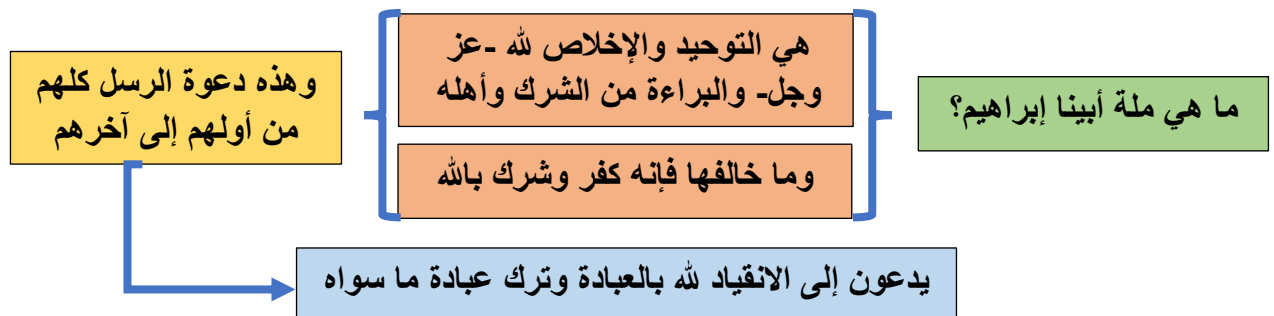 ما هي ملة أبينا إبراهيم؟
هي التوحيد والإخلاص لله -عز
وجل- والبراءة من الشرك وأهله
وما خالفها فإنه كفر وشرك بالله
وهذه دعوة الرسل كلهم
من أولهم إلى آخرهم
يدعون إلى الانقياد لله بالعبادة وترك عبادة ما سواه